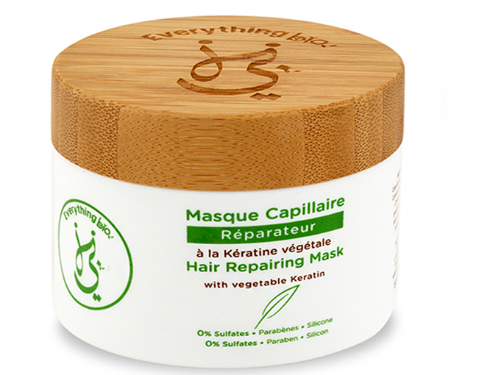 Everything bio.
Everything bio.
Masque Capillaire
Réparateur
à la Kératine végétale
Hair Repairing Mask
with vegetable Keratin
0% Sulfates • Parabènes • Silicone
0% Sulfates • Paraben • Silicon